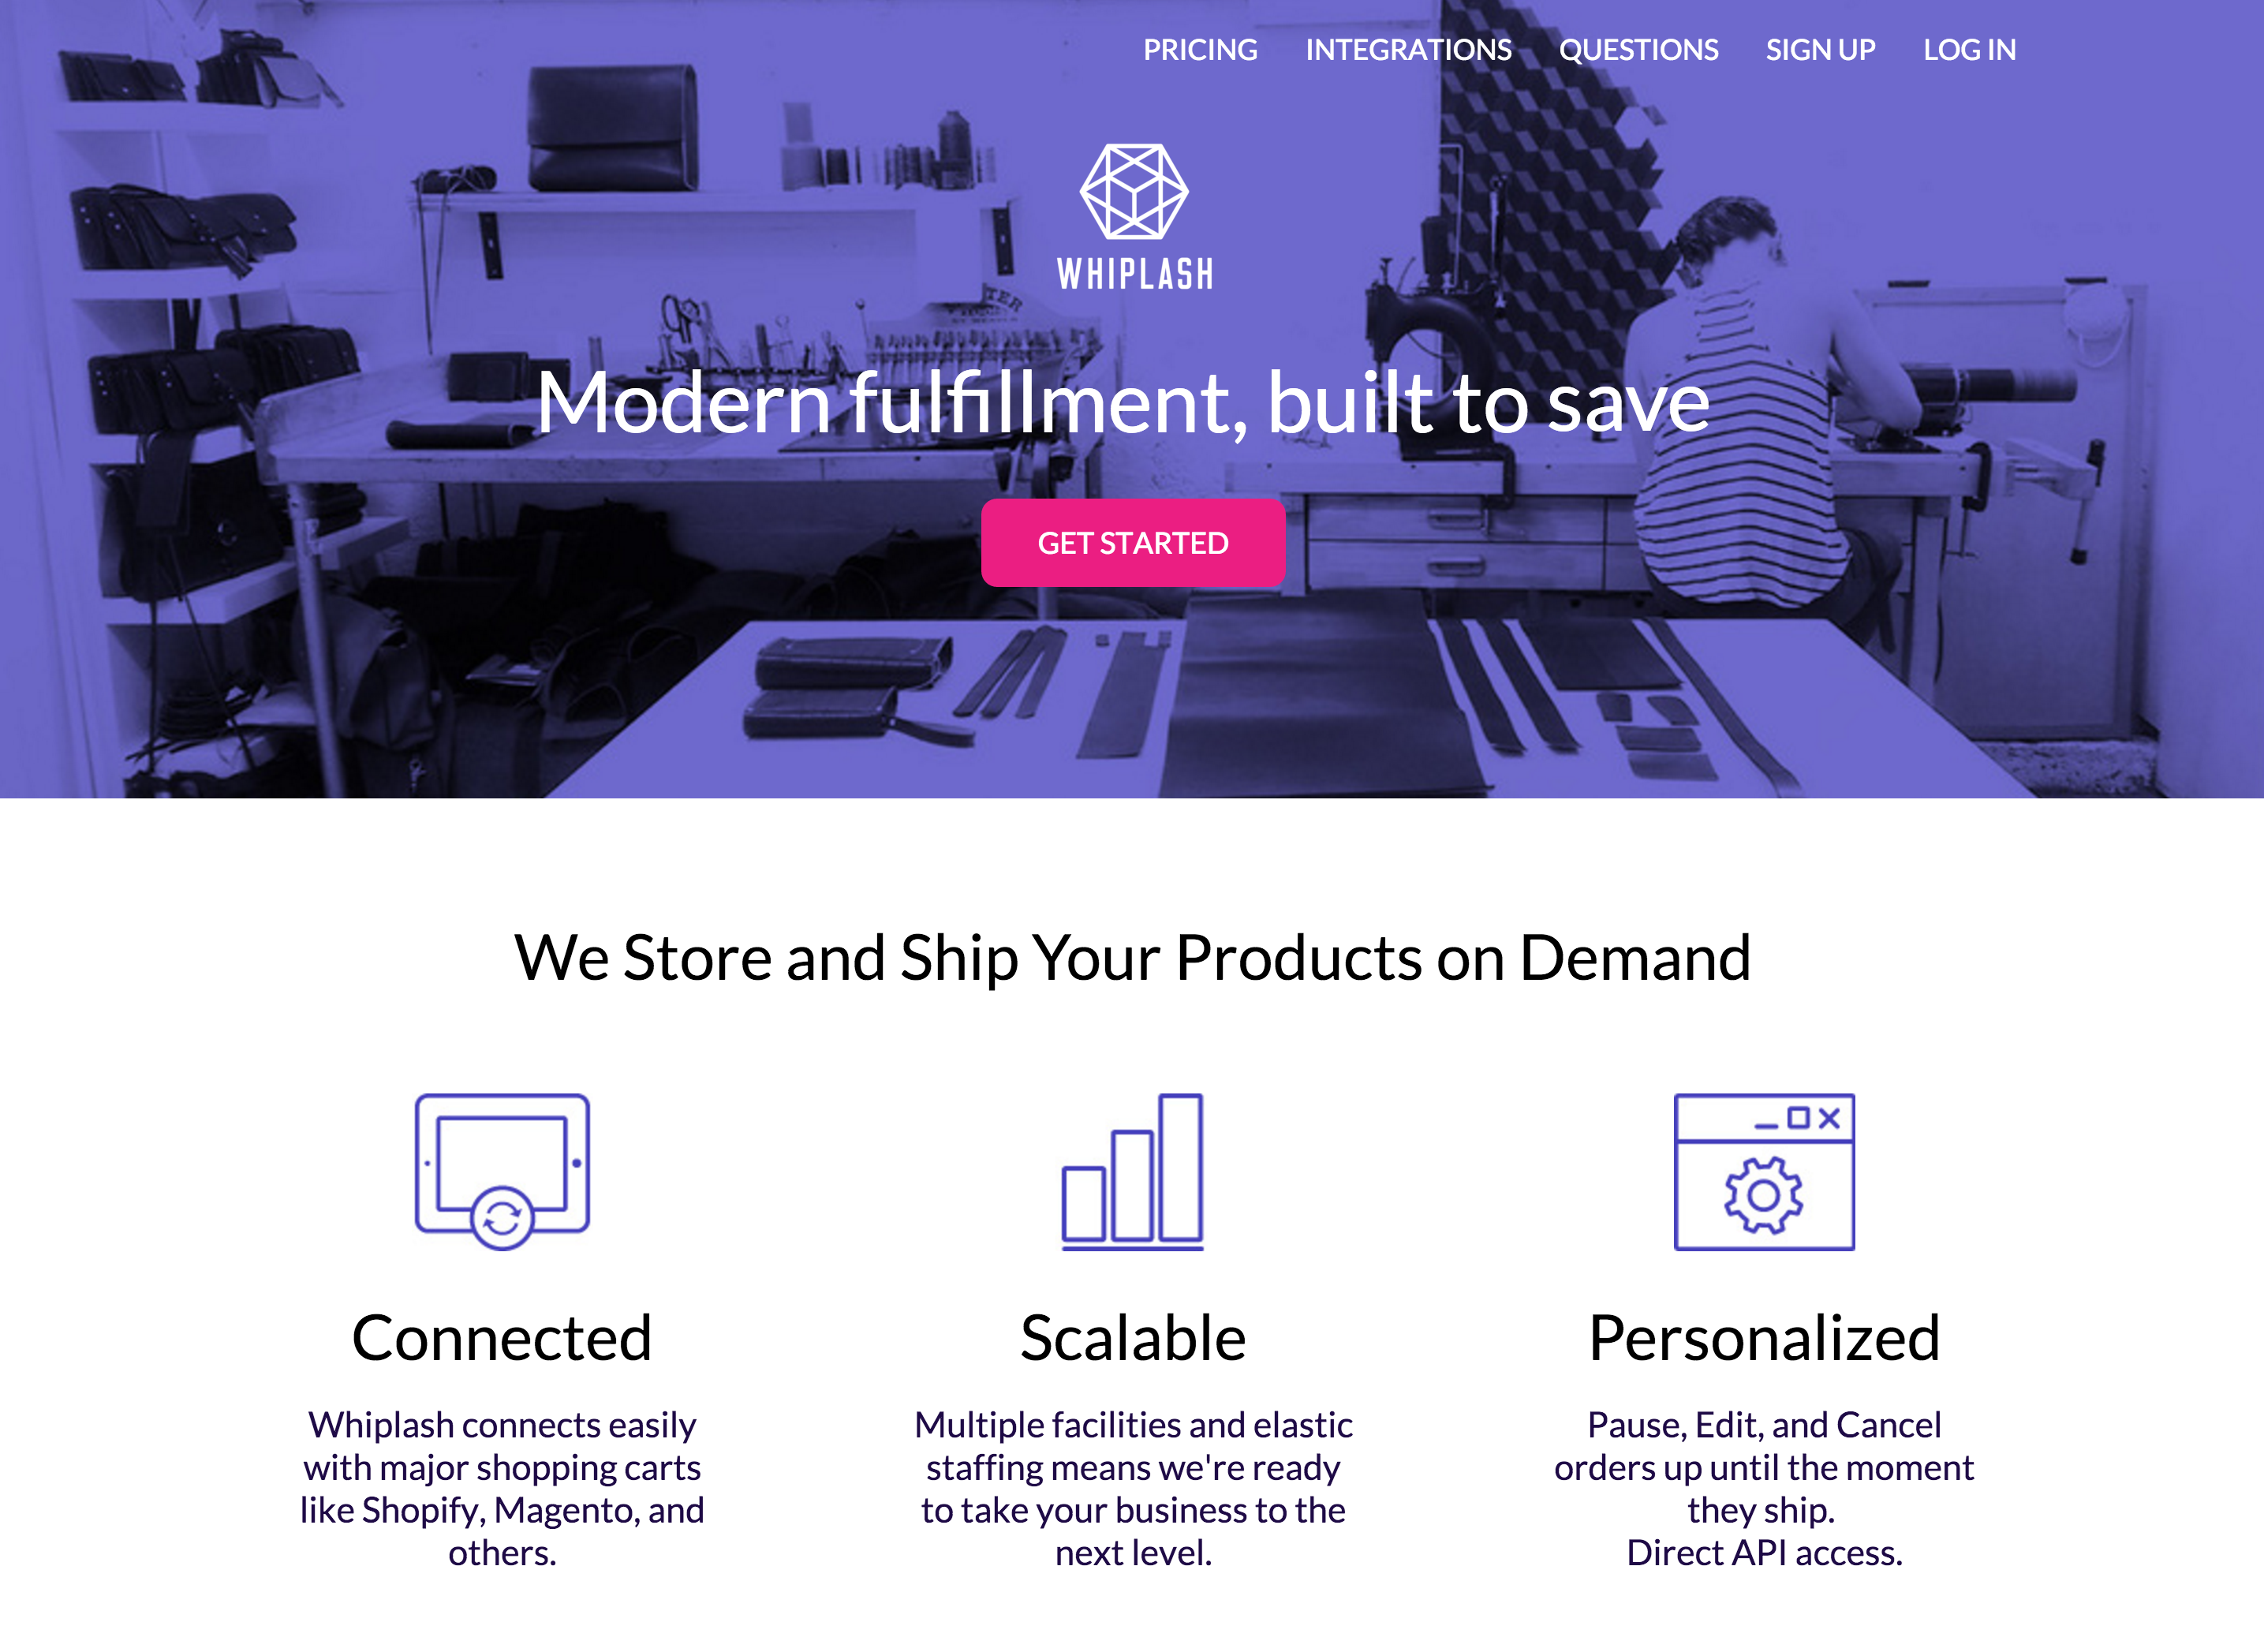 PRICING INTEGRATIONS QUESTIONS SIGN UP LOG IN
WHIPLASH
Modern fulfillment, built to save
GET STARTED
We Store and Ship Your Products on Demand
Connected
Whiplash connects easily
with major shopping carts
like Shopify, Magento, and
others.
Scalable
Multiple facilities and elastic
staffing means we're ready
to take your business to the
next level.
Personalized
Pause, Edit, and Cancel
orders up until the moment
they ship.
Direct API access.